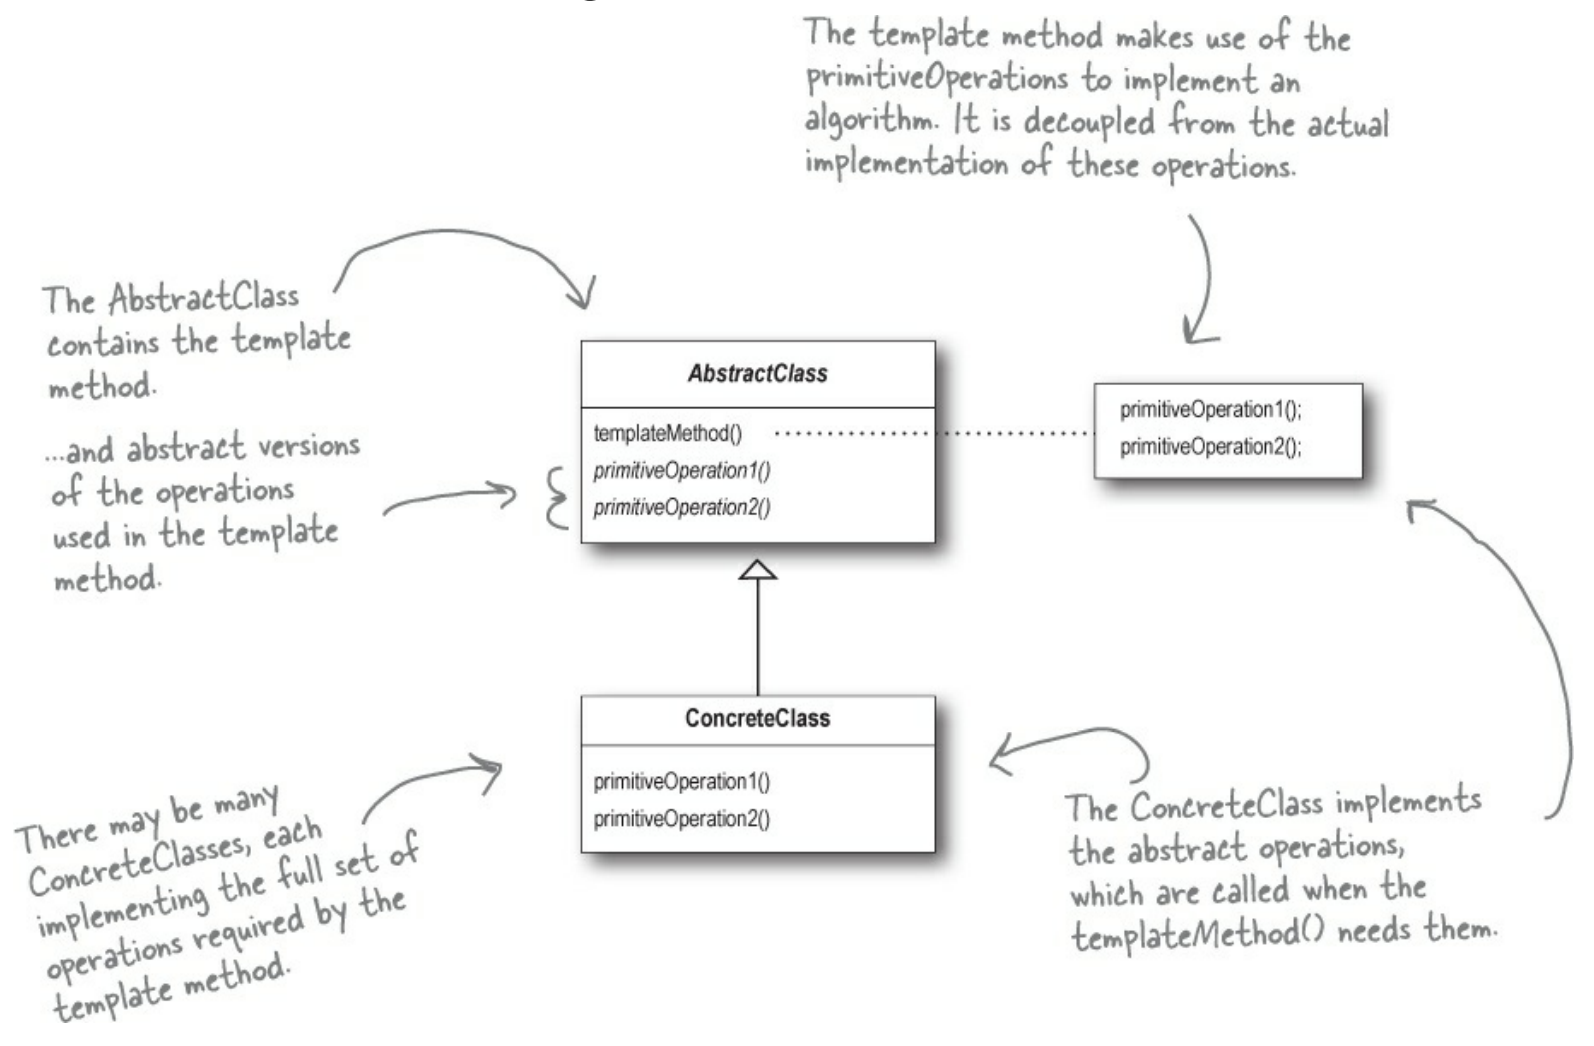 The template method makes use of the
primitiveOperations to implement an
algorithm. It is decoupled from the actual
implementation of these operations.
The AbstractClass
contains the template
method.
...and abstract versions
of the operations
used in the template
method.
AbstractClass
templateMethod()
primitiveOperation1()
primitiveOperation2()
primitiveOperation1();
primitiveOperation2();
ConcreteClass
primitiveOperation1()
primitiveOperation2()
There may be many
ConcreteClasses, each
implementing the full set of
operations required by the
template method.
The ConcreteClass implements
the abstract operations,
which are called when the
templateMethod() needs them.